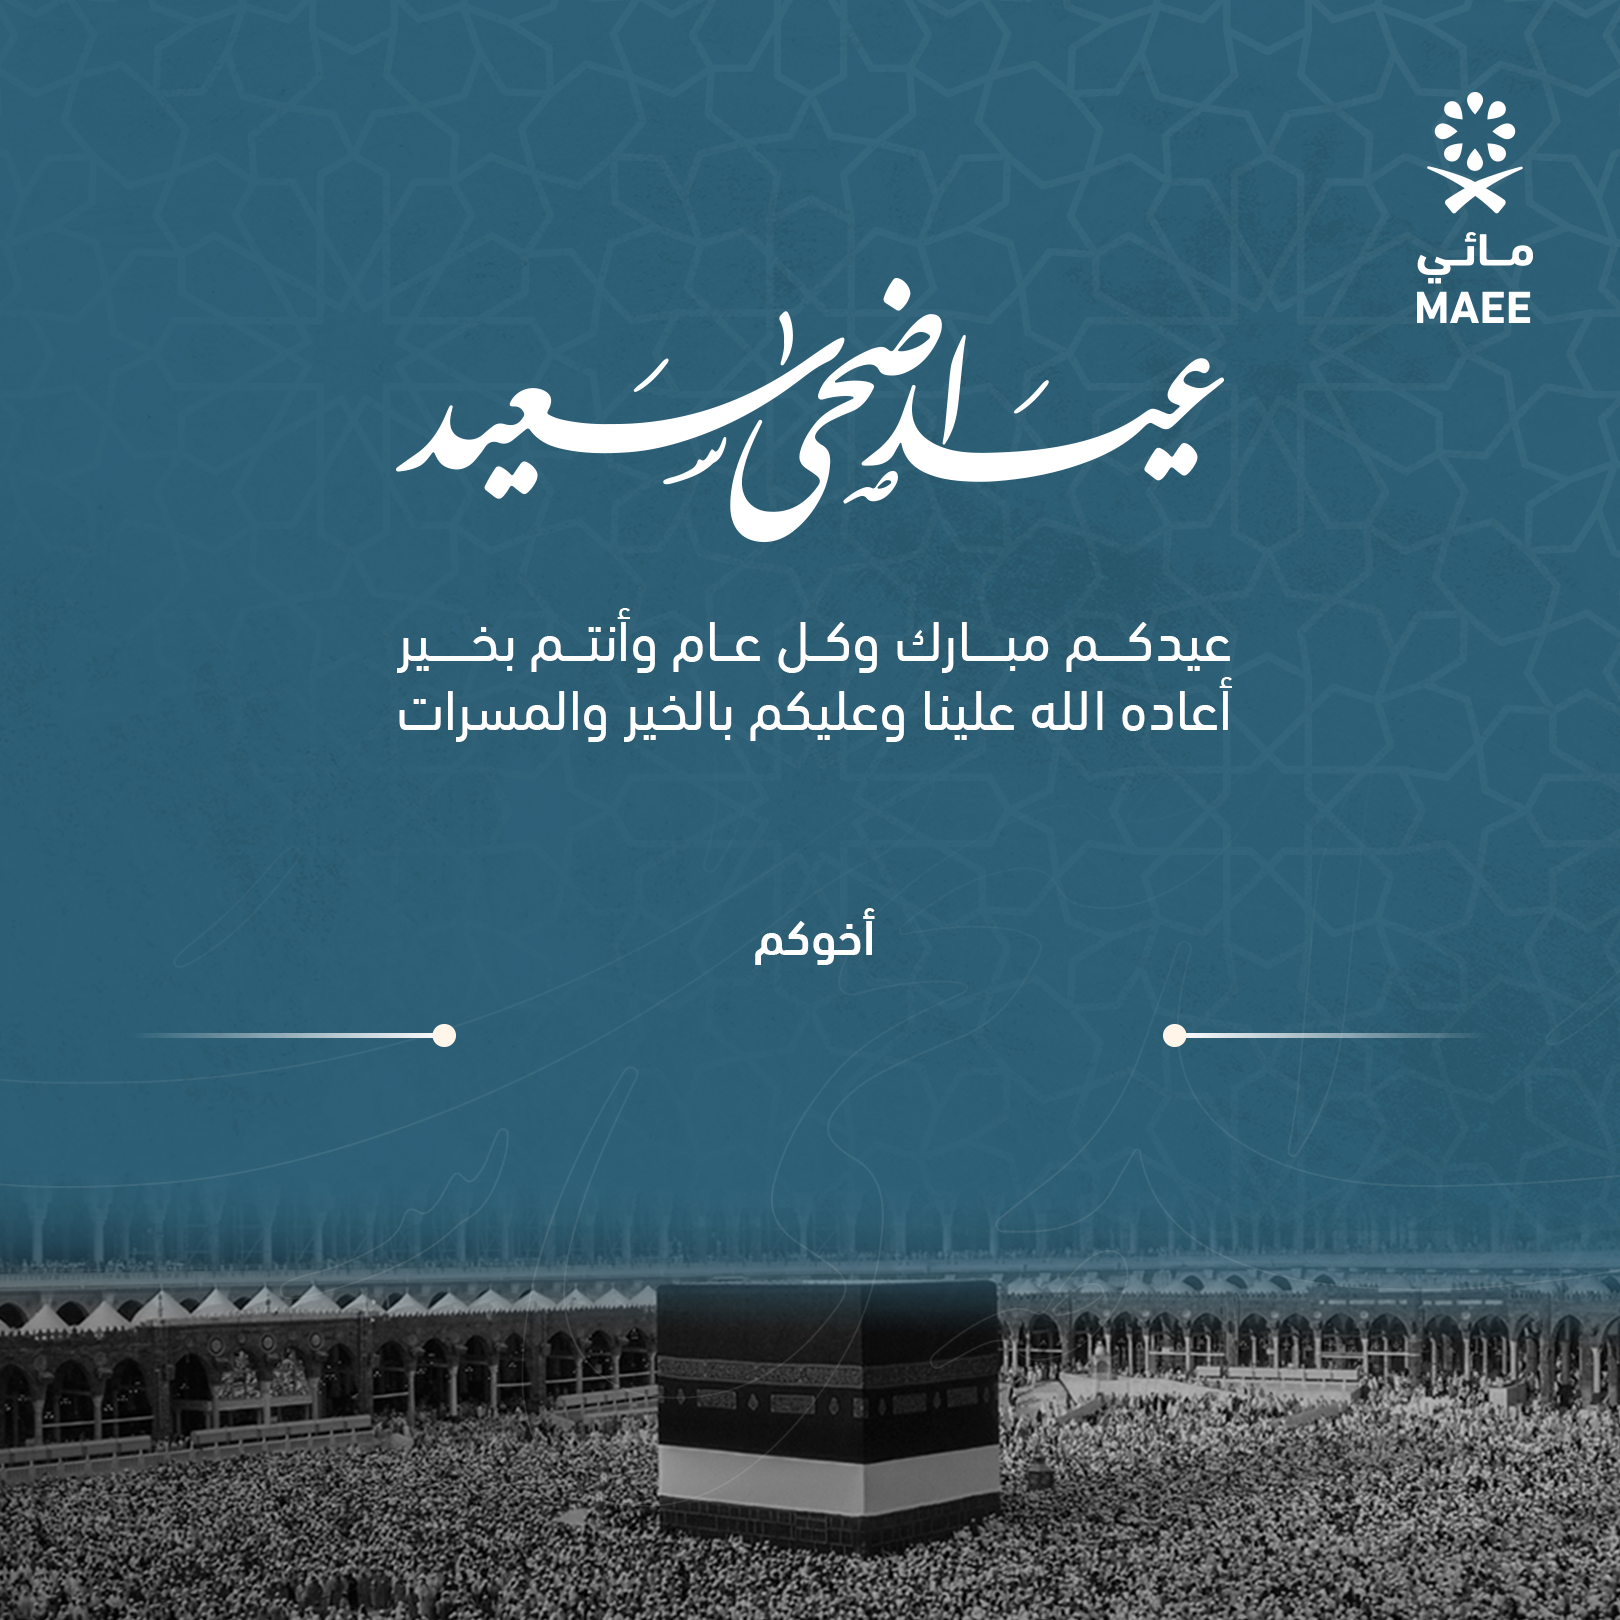 مائي
MAEE
عيد أضحى سعيد
عيدكم مبارك وكل عام وأنتم بخير
أعاده الله علينا وعليكم بالخير والمسرات
أخوكم